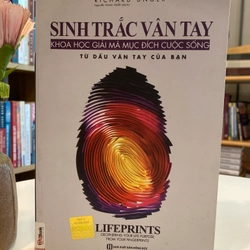 RICHARD UNGER
SINH TRẮC VÂN TAY
KHOA HỌC GIẢI MÃ MỤC ĐÍCH CUỘC SỐNG
TỪ DẤU VÂN TAY CỦA BẠN
LIFEPRINTS
DECIPHERING YOUR LIFE PURPOSE
FROM YOUR FINGERPRINTS